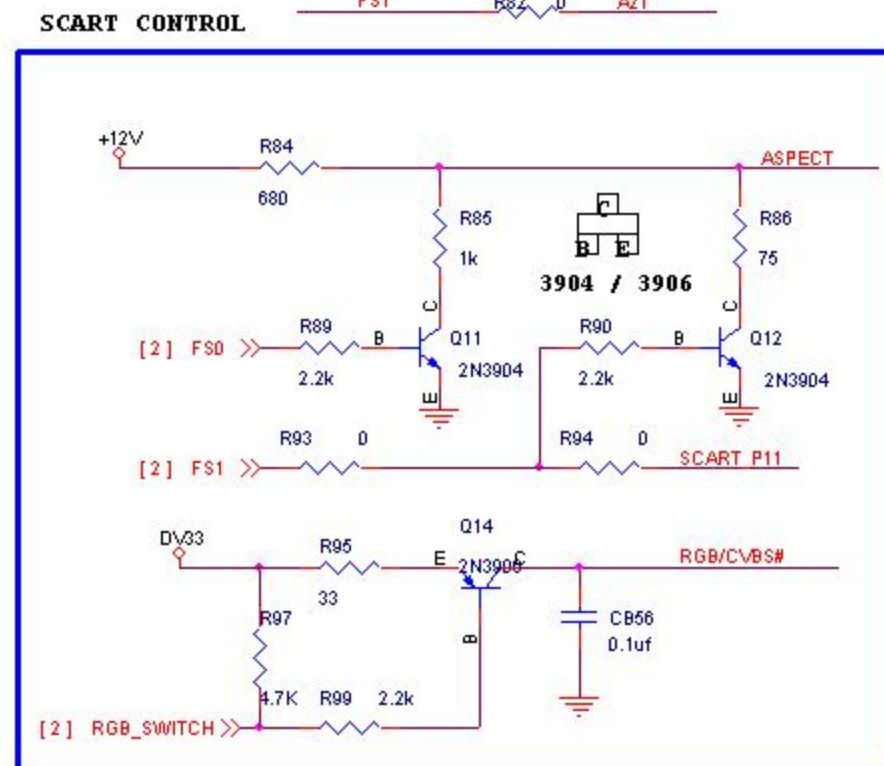 FS1 R82 0 AZ1
SCART CONTROL
+12V
R84
680
ASPECT
R85
1k
C
B E
3904 / 3906
R86
75
C
C
[2] FS0
R89
2.2k
B
Q11
2N3904
E
R90
2.2k
B
Q12
2N3904
E
[2] FS1
R93 0
R94 0
SCART P11
DV33
R95
33
E
Q14
2N3906
C
B
RGB/CVBS#
CB56
0.1uf
R97
4.7K
R99 2.2k
[2] RGB_SWITCH